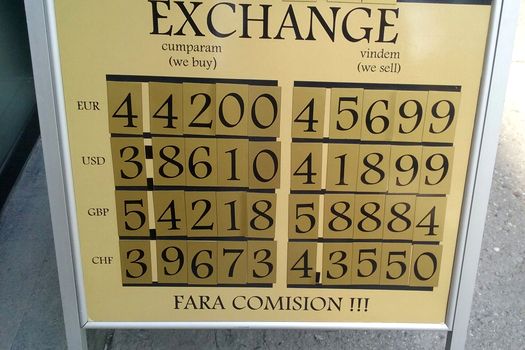 EXCHANGE
cumparam vindem
(we buy) (we sell)
EUR 4.4200 4.5699
USD 3.8610 4.1899
GBP 5.4218 5.8884
CHF 3.9673 4.3550
FARA COMISION !!!